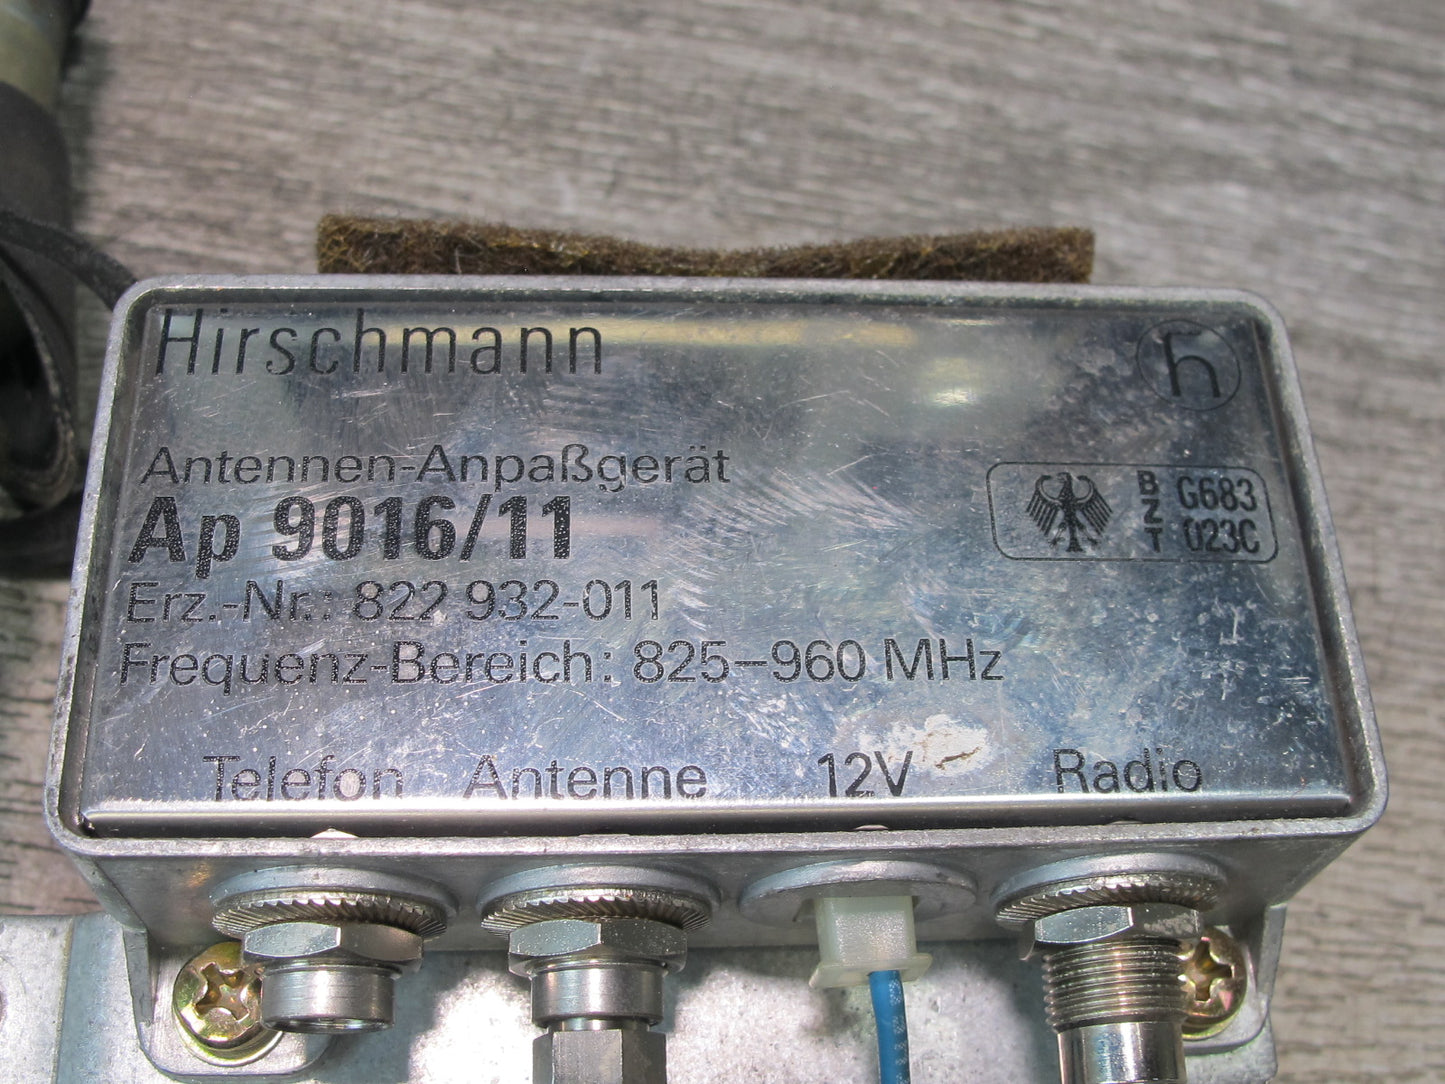 Hirschmann
h
Antennen-Anpaßgerät
Ap 9016/11
BZT G683
023C
Erz.-Nr.: 822 932-011
Frequenz-Bereich: 825–960 MHz
Telefon Antenne 12V Radio